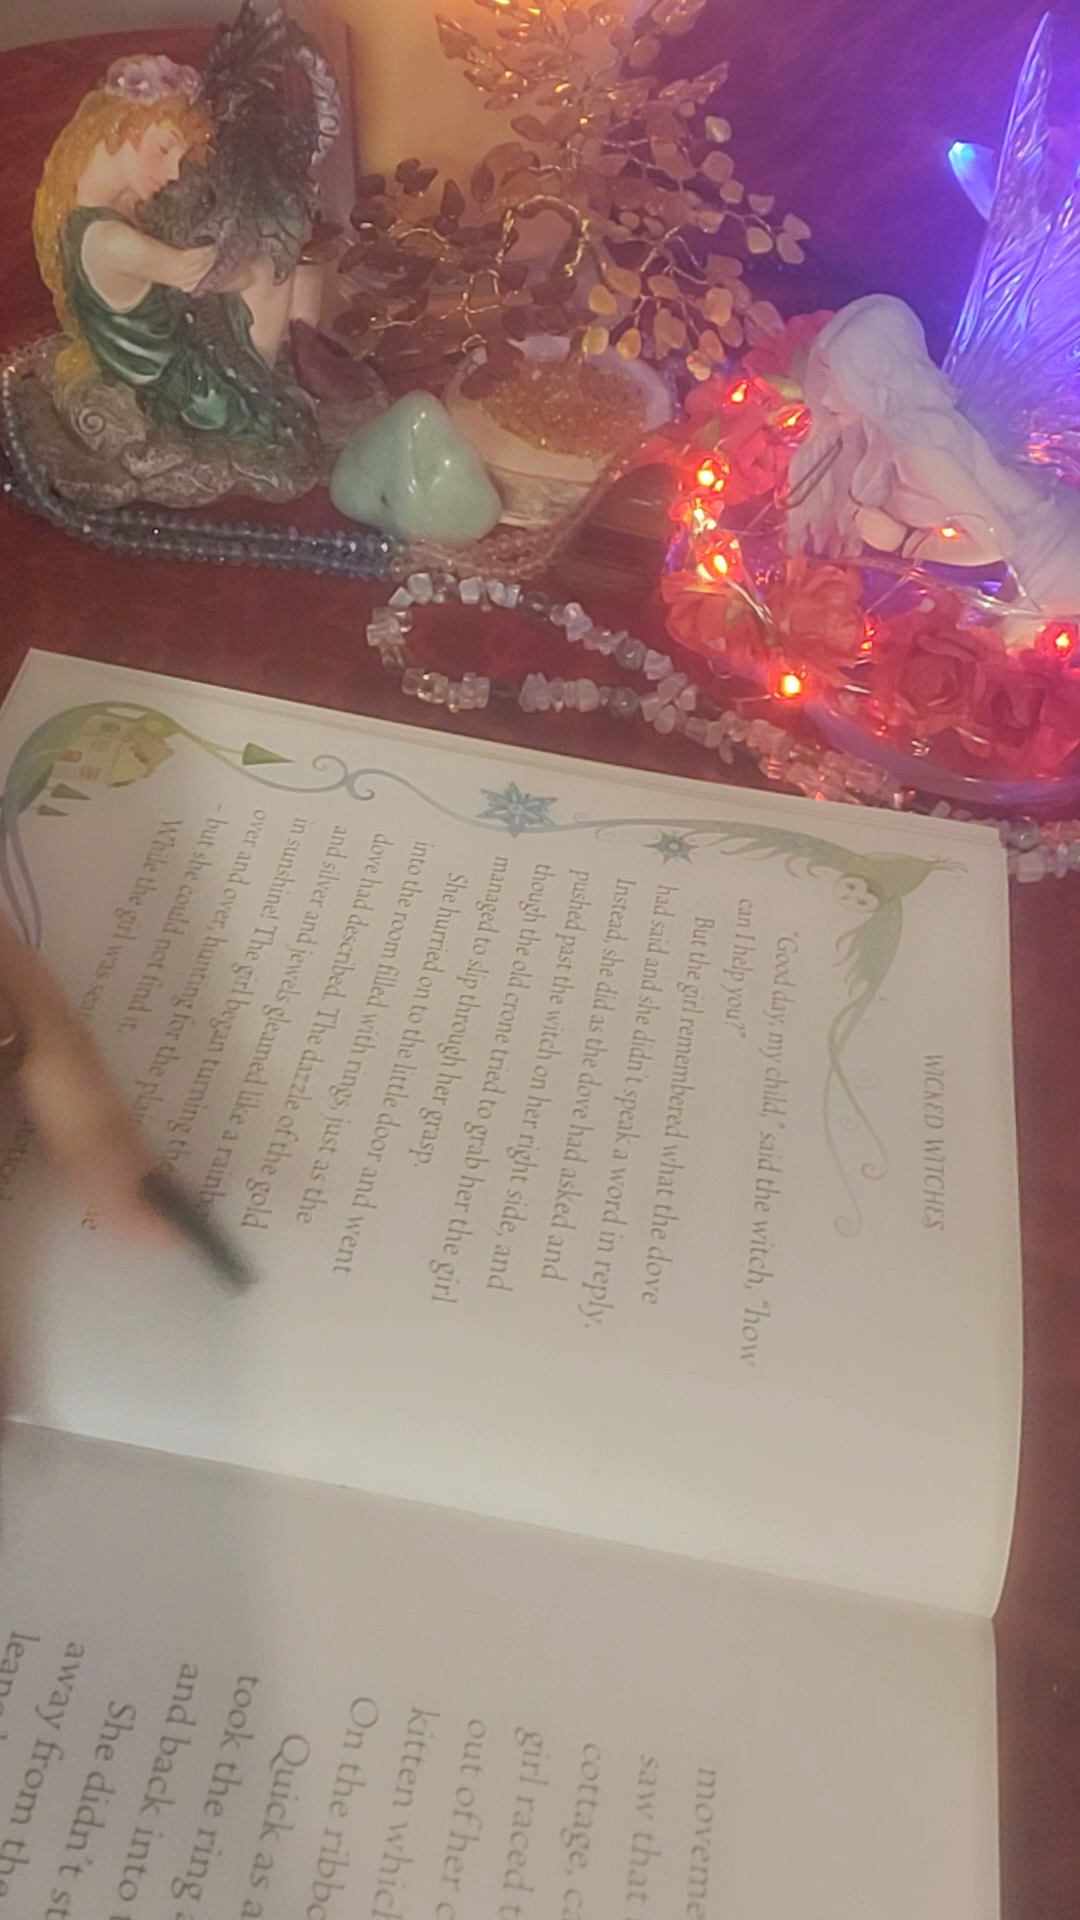 WICKED WITCHES
"Good day, my child," said the witch, "how
can I help you?"
But the girl remembered what the dove
had said and she didn't speak a word in reply.
Instead, she did as the dove had asked and
pushed past the witch on her right side, and
though the old crone tried to grab her the girl
managed to slip through her grasp.
She hurried on to the little door and went
into the room filled with rings, just as the
dove had described. The dazzle of the gold
and silver and jewels gleamed like a rainb
in sunshine! The girl began turning th
over and over, hunting for the plai
- but she could not find it.
While the girl was sea
moveme
saw that
cottage, ca
girl raced t
out of her c
kitten which
On the ribbo
Quick as a
took the ring a
and back into
She didn't st
away from the